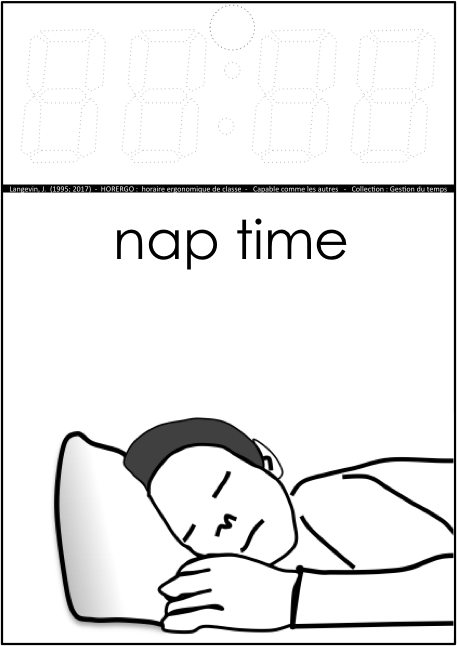 Langevin, J. (1995; 2017) - HORERGO : horaire ergonomique de classe - Capable comme les autres - Collection : Gestion du temps
nap time